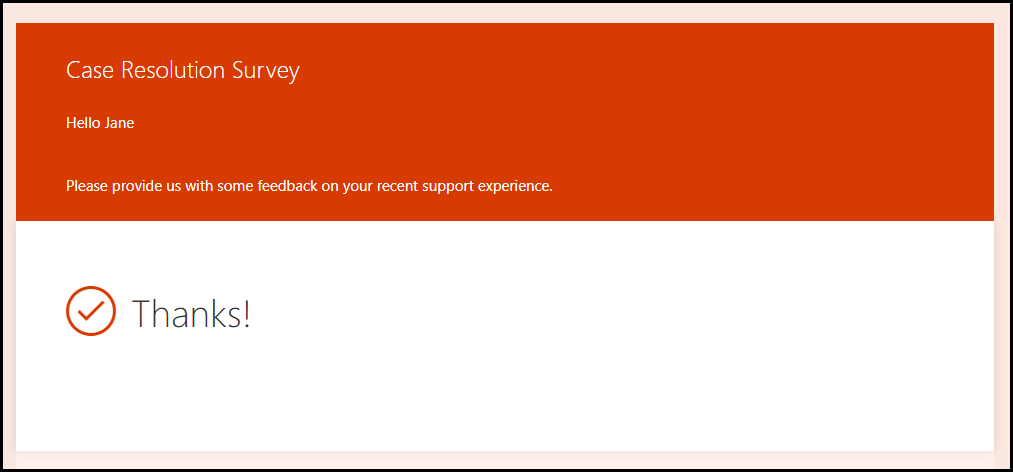 Case Resolution Survey
Hello Jane
Please provide us with some feedback on your recent support experience.
Thanks!